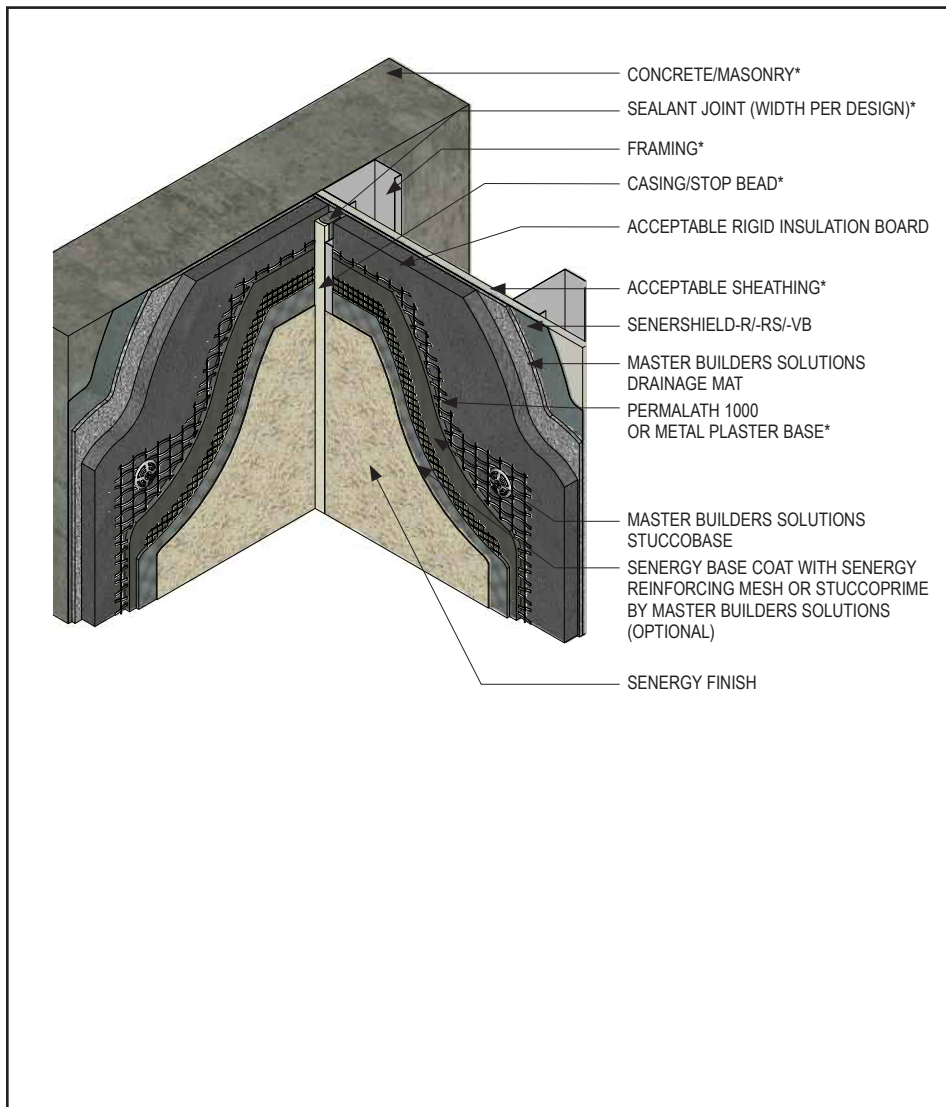 CONCRETE/MASONRY*
SEALANT JOINT (WIDTH PER DESIGN)*
FRAMING*
CASING/STOP BEAD*
ACCEPTABLE RIGID INSULATION BOARD
ACCEPTABLE SHEATHING*
SENERSHIELD-R/-RS/-VB
MASTER BUILDERS SOLUTIONS
DRAINAGE MAT
PERMALATH 1000
OR METAL PLASTER BASE*
MASTER BUILDERS SOLUTIONS
STUCCOBASE
SENERGY BASE COAT WITH SENERGY
REINFORCING MESH OR STUCCOPRIME
BY MASTER BUILDERS SOLUTIONS
(OPTIONAL)
SENERGY FINISH